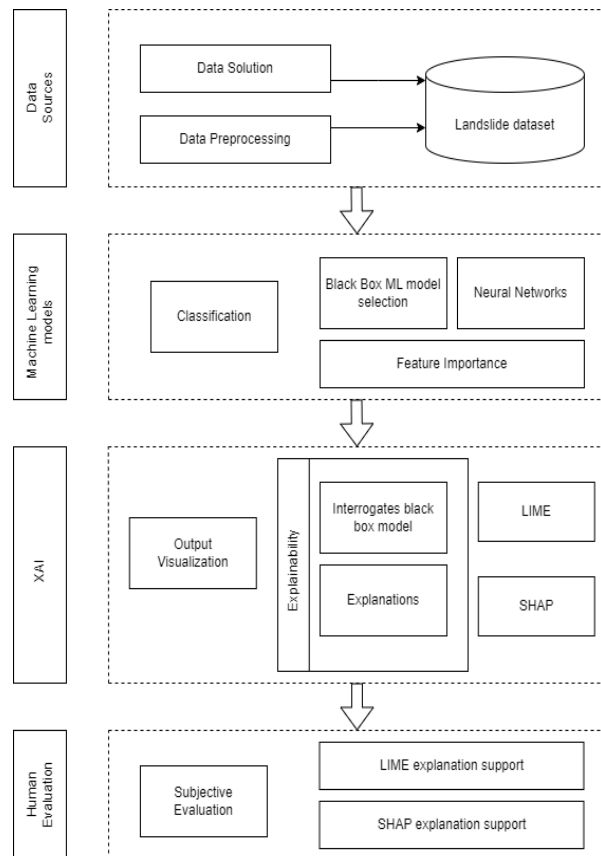 Data
Sources
Data Solution
Data Preprocessing
Landslide dataset
Machine Learning
models
Classification
Black Box ML model
selection
Neural Networks
Feature Importance
XAI
Output
Visualization
Explainability
Interrogates black
box model
Explanations
LIME
SHAP
Human
Evaluation
Subjective
Evaluation
LIME explanation support
SHAP explanation support